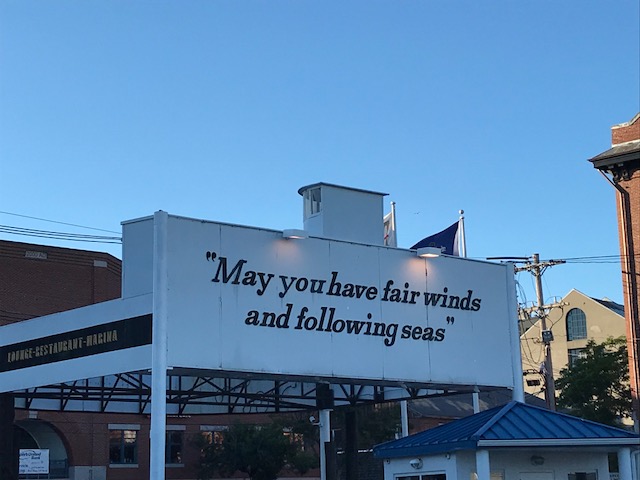 "May you have fair winds
and following seas"
LOUNGE-RESTAURANT-MARINA